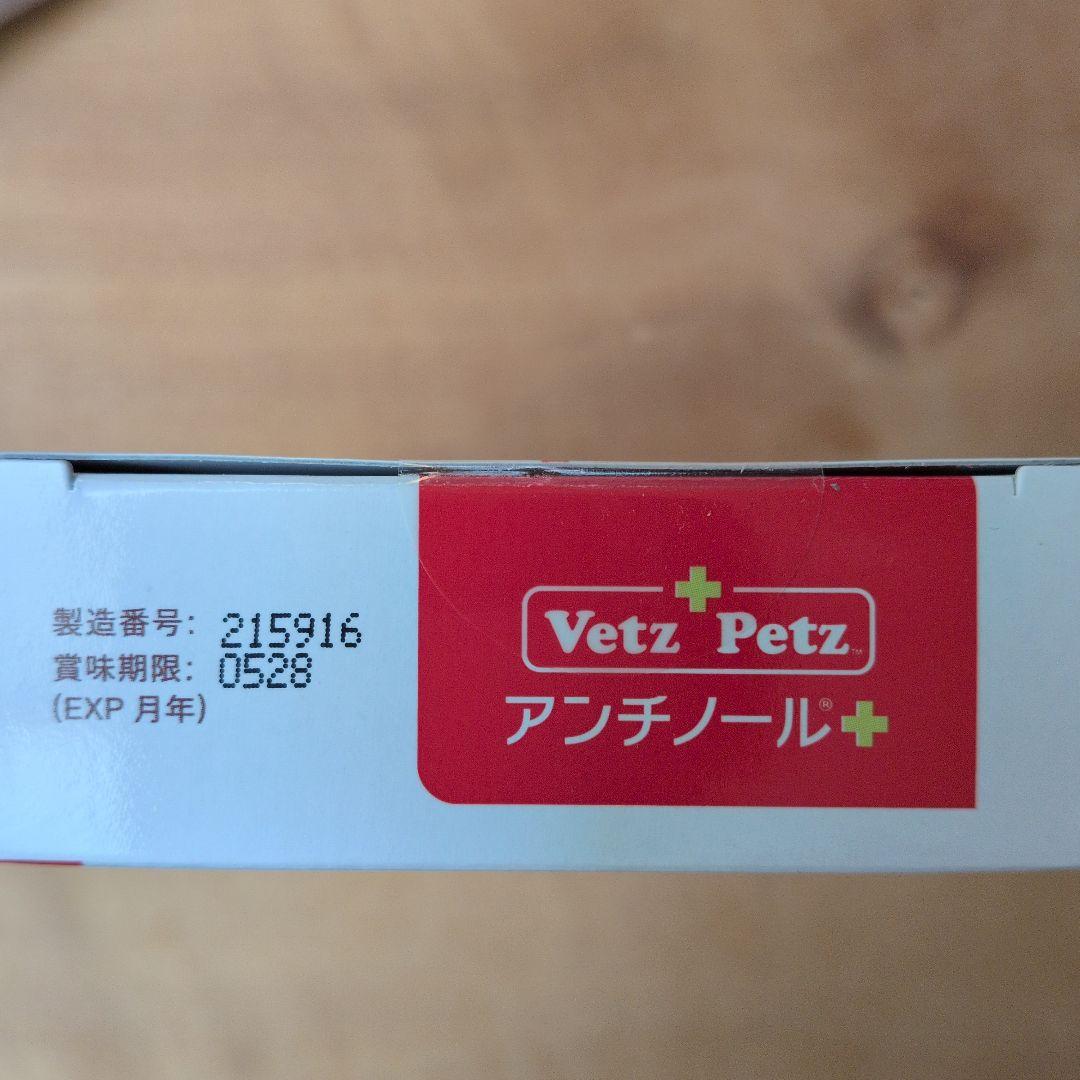 製造番号: 215916
賞味期限: 0528
(EXP 月年)
Vetz Petz™
アンチノール®+